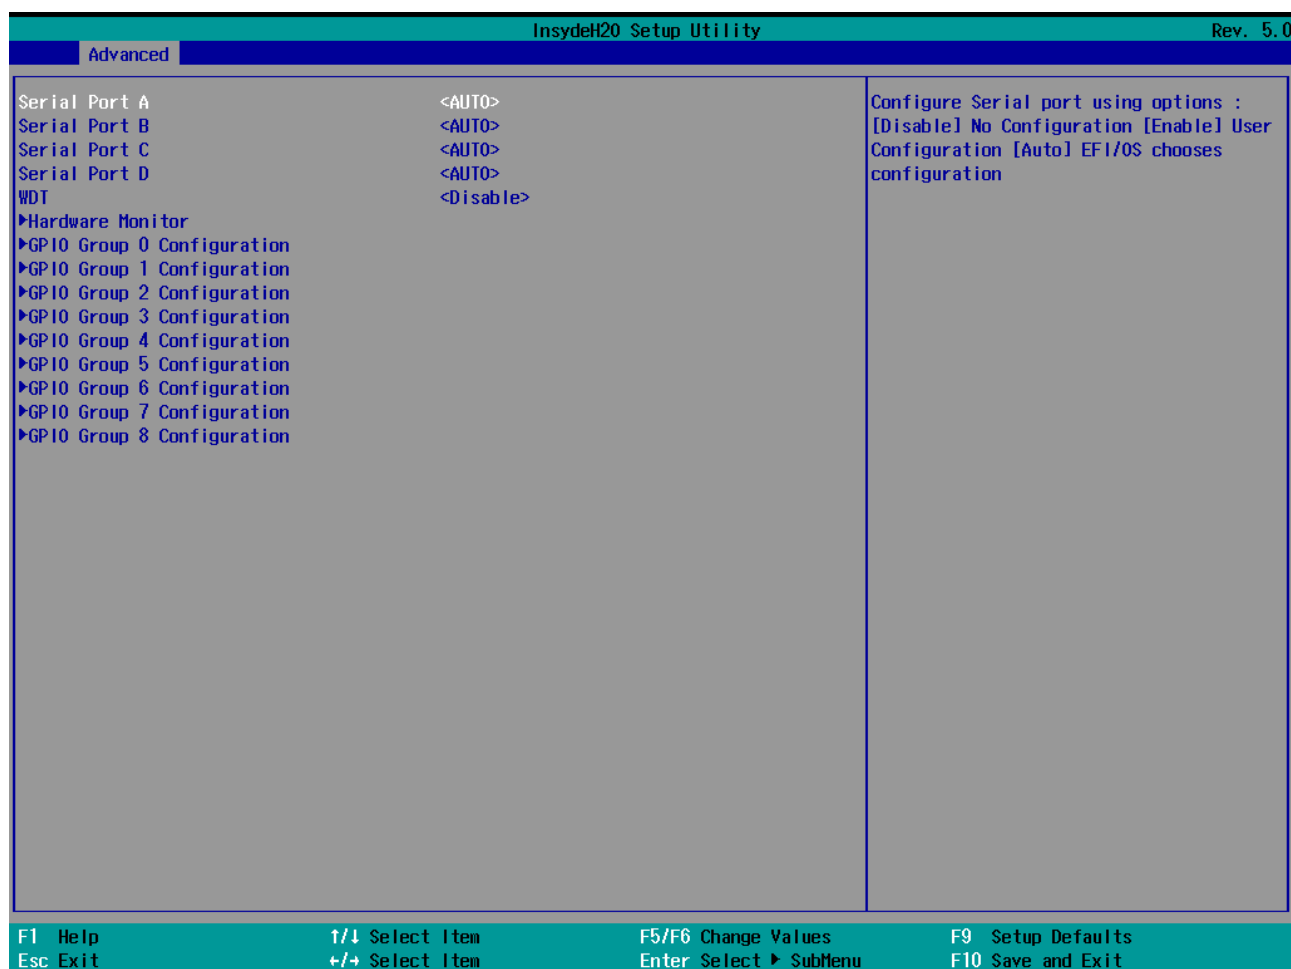 InsydeH20 Setup Utility Rev. 5.0
Advanced
Serial Port A <AUTO>
Serial Port B <AUTO>
Serial Port C <AUTO>
Serial Port D <AUTO>
WDT <Disable>
▶Hardware Monitor
▶GPIO Group 0 Configuration
▶GPIO Group 1 Configuration
▶GPIO Group 2 Configuration
▶GPIO Group 3 Configuration
▶GPIO Group 4 Configuration
▶GPIO Group 5 Configuration
▶GPIO Group 6 Configuration
▶GPIO Group 7 Configuration
▶GPIO Group 8 Configuration
Configure Serial port using options :
[Disable] No Configuration [Enable] User
Configuration [Auto] EFI/OS chooses
configuration
F1 Help ↑/↓ Select Item F5/F6 Change Values F9 Setup Defaults
Esc Exit ←/→ Select Item Enter Select ▶ SubMenu F10 Save and Exit